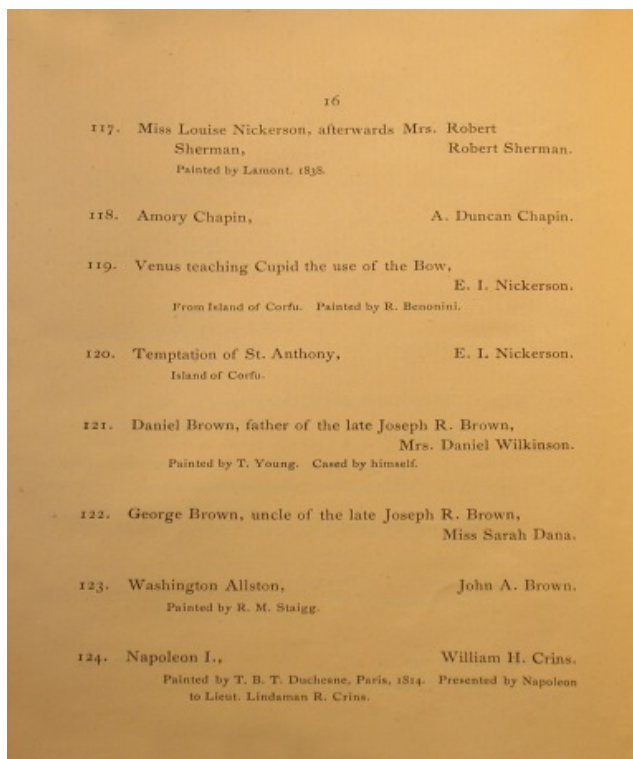 16
117. Miss Louise Nickerson, afterwards Mrs. Robert
Sherman, Robert Sherman.
Painted by Lamont, 1838.
118. Amory Chapin, A. Duncan Chapin.
119. Venus teaching Cupid the use of the Bow,
E. I. Nickerson.
From Island of Corfu. Painted by R. Benonini.
120. Temptation of St. Anthony, E. I. Nickerson.
Island of Corfu.
121. Daniel Brown, father of the late Joseph R. Brown,
Mrs. Daniel Wilkinson.
Painted by T. Young. Cased by himself.
122. George Brown, uncle of the late Joseph R. Brown,
Miss Sarah Dana.
123. Washington Allston, John A. Brown.
Painted by R. M. Staigg.
124. Napoleon I., William H. Crins.
Painted by T. B. T. Duchesne, Paris, 1814. Presented by Napoleon
to Lieut. Lindaman R. Crins.